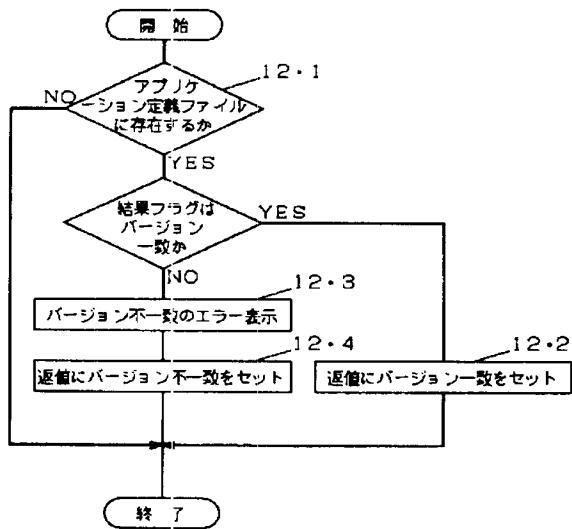 開 始
12・1
アプリケ
ーション定義ファイル
に存在するか
NO
YES
結果フラグは
バージョン
一致か
YES
NO
12・3
バージョン不一致のエラー表示
12・4
返値にバージョン不一致をセット
12・2
返値にバージョン一致をセット
終 了